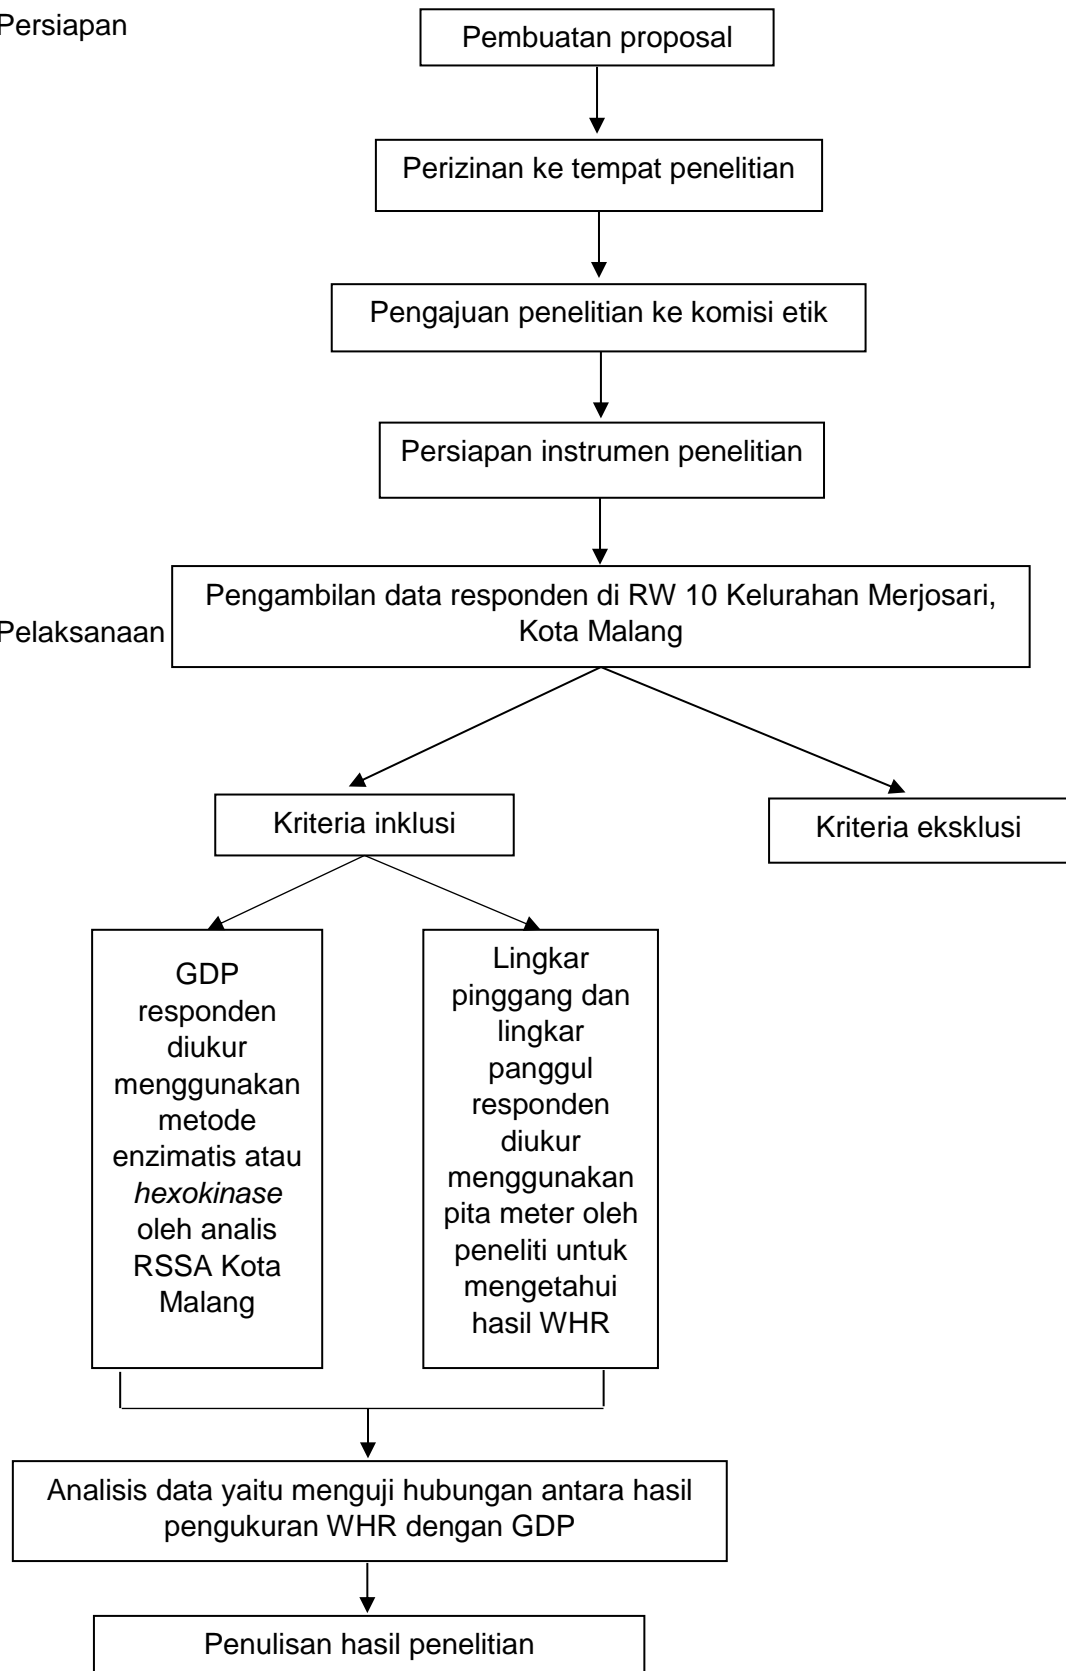 Persiapan
Pembuatan proposal
Perizinan ke tempat penelitian
Pengajuan penelitian ke komisi etik
Persiapan instrumen penelitian
Pelaksanaan
Pengambilan data responden di RW 10 Kelurahan Merjosari,
Kota Malang
Kriteria inklusi
Kriteria eksklusi
GDP
responden
diukur
menggunakan
metode
enzimatis atau
hexokinase
oleh analis
RSSA Kota
Malang
Lingkar
pinggang dan
lingkar
panggul
responden
diukur
menggunakan
pita meter oleh
peneliti untuk
mengetahui
hasil WHR
Analisis data yaitu menguji hubungan antara hasil
pengukuran WHR dengan GDP
Penulisan hasil penelitian